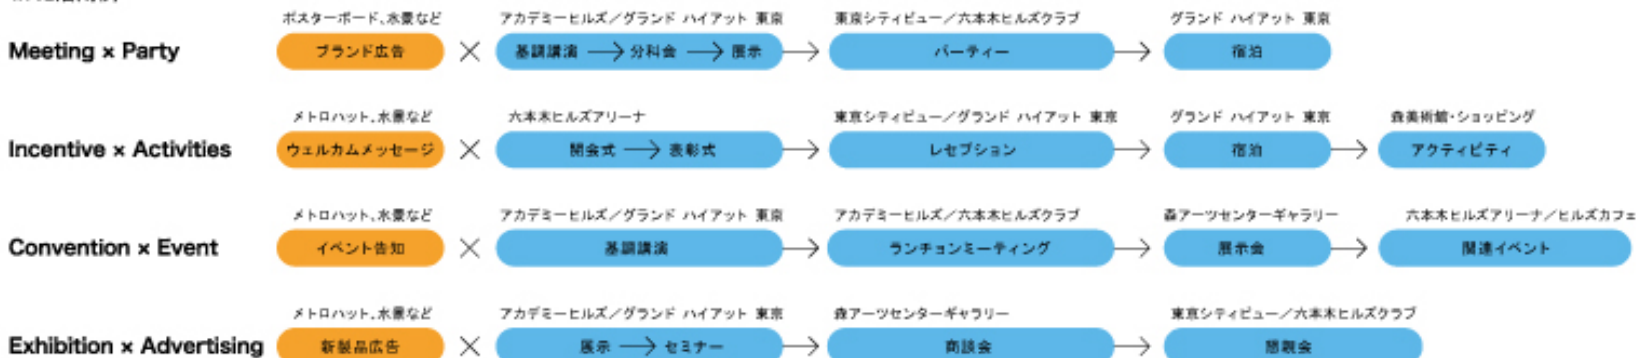 ポスターボード、水景など アカデミーヒルズ／グランド ハイアット 東京 東京シティビュー／六本木ヒルズクラブ グランド ハイアット 東京
Meeting × Party ブランド広告 × 基調講演 → 分科会 → 展示 → パーティー → 宿泊
メトロハット、水景など 六本木ヒルズアリーナ 東京シティビュー／グランド ハイアット 東京 グランド ハイアット 東京 森美術館・ショッピング
Incentive × Activities ウェルカムメッセージ × 開会式 → 表彰式 → レセプション → 宿泊 → アクティビティ
メトロハット、水景など アカデミーヒルズ／グランド ハイアット 東京 アカデミーヒルズ／六本木ヒルズクラブ 森アーツセンターギャラリー 六本木ヒルズアリーナ／ヒルズカフェ
Convention × Event イベント告知 × 基調講演 → ランチョンミーティング → 展示会 → 関連イベント
メトロハット、水景など アカデミーヒルズ／グランド ハイアット 東京 森アーツセンターギャラリー 東京シティビュー／六本木ヒルズクラブ
Exhibition × Advertising 新製品広告 × 展示 → セミナー → 商談会 → 懇親会